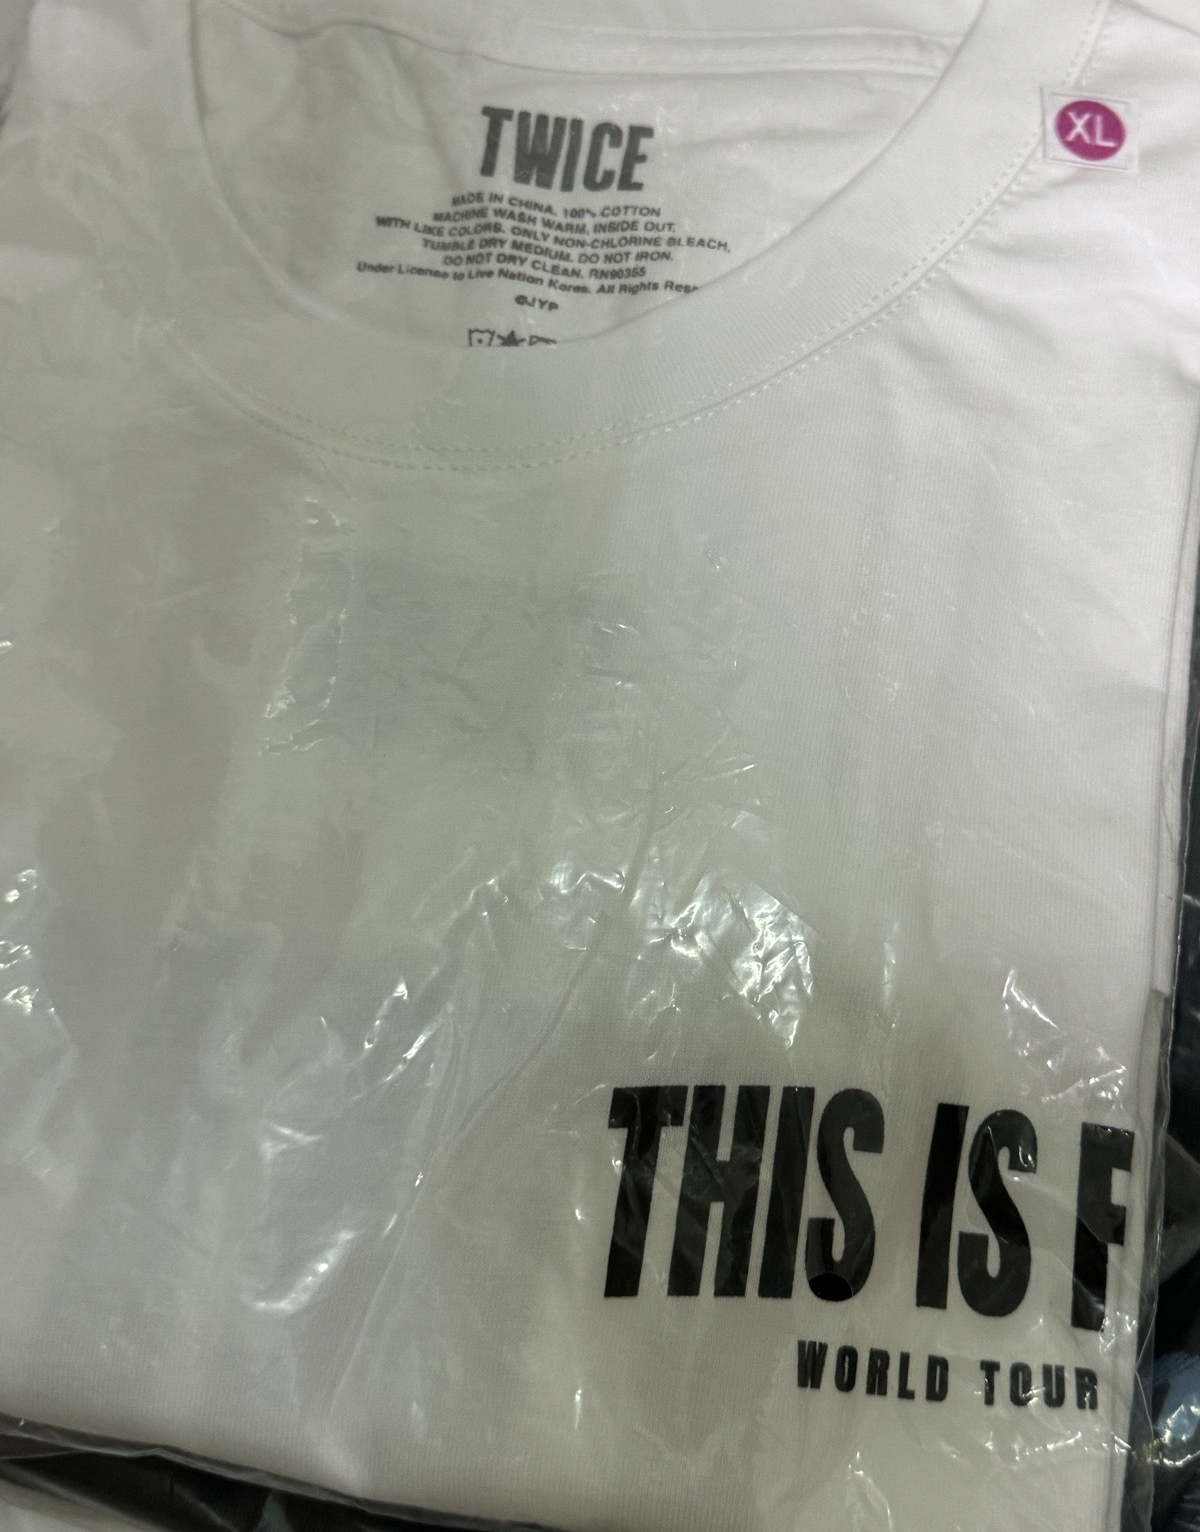 XL
TWICE
MADE IN CHINA. 100% COTTON
MACHINE WASH WARM, INSIDE OUT,
WITH LIKE COLORS. ONLY NON-CHLORINE BLEACH,
TUMBLE DRY MEDIUM. DO NOT IRON.
DO NOT DRY CLEAN. RN90355
Under License to Live Nation Korea. All Rights
©JYP
THIS IS F
WORLD TOUR